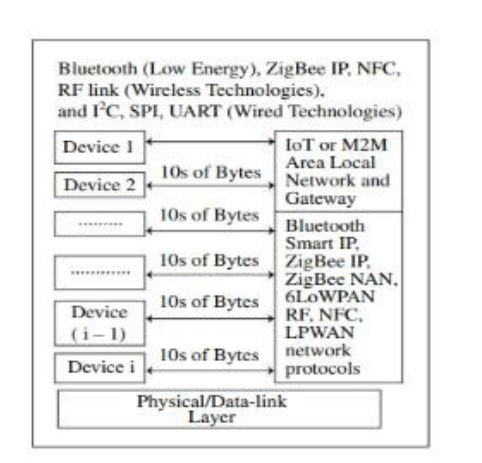 Bluetooth (Low Energy), ZigBee IP, NFC,
RF link (Wireless Technologies),
and I²C, SPI, UART (Wired Technologies)
Device 1
Device 2
.........
............
Device
( i – 1)
Device i
10s of Bytes
10s of Bytes
10s of Bytes
10s of Bytes
10s of Bytes
IoT or M2M
Area Local
Network and
Gateway
Bluetooth
Smart IP,
ZigBee IP,
ZigBee NAN,
6LoWPAN
RF, NFC,
LPWAN
network
protocols
Physical/Data-link
Layer